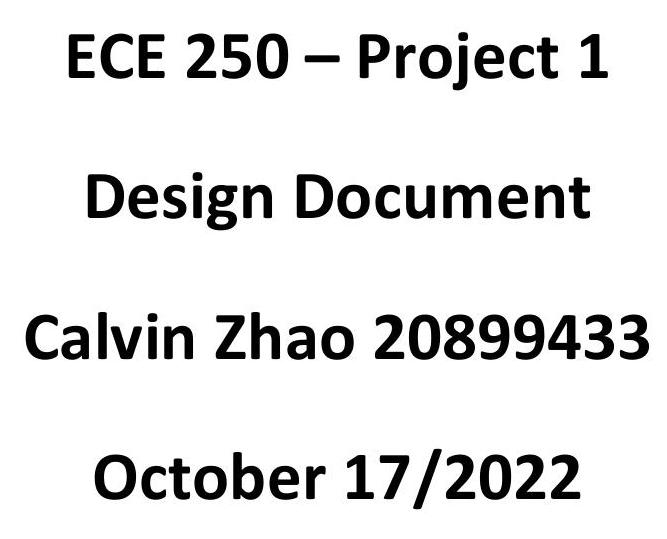 ECE 250 – Project 1
Design Document
Calvin Zhao 20899433
October 17/2022